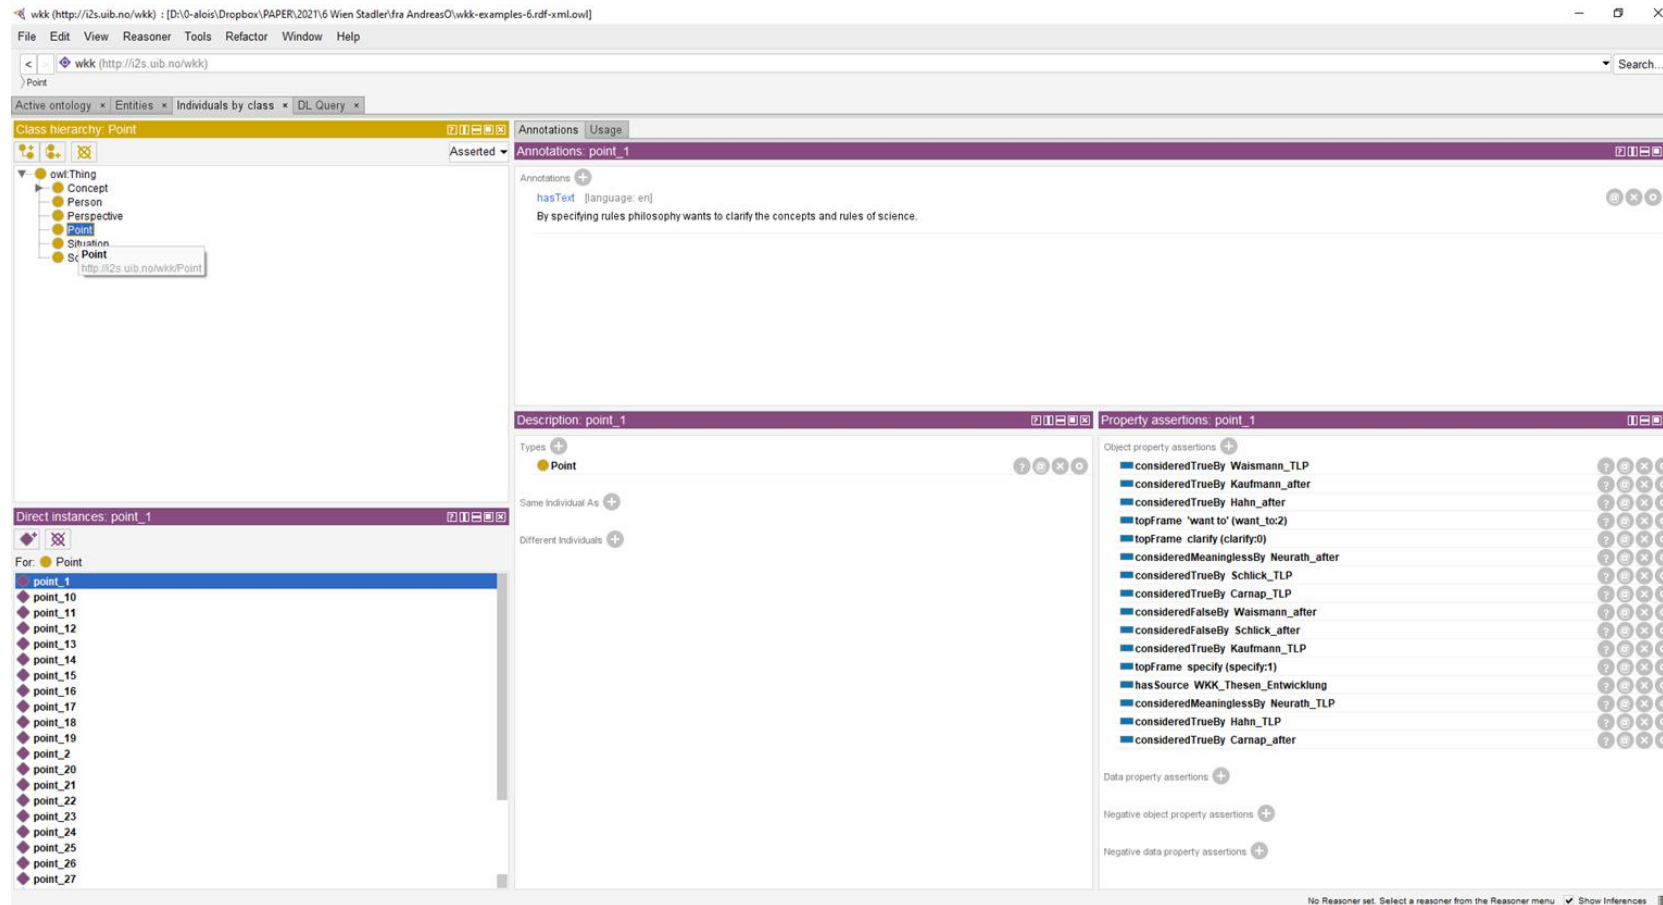 wkk (http://i2s.uib.no/wkk) : [D:\0-alois\Dropbox\PAPER\2021\6 Wien Stadler\fra AndreasO\wkk-examples-6.rdf-xml.owl]
File Edit View Reasoner Tools Refactor Window Help
< > wkk (http://i2s.uib.no/wkk) Search...
Point
Active ontology × Entities × Individuals by class × DL Query ×
Class hierarchy: Point
Asserted
owl:Thing
Concept
Person
Perspective
Point
Situation
Point
http://i2s.uib.no/wkk/Point
Annotations Usage
Annotations: point_1
Annotations
hasText [language: en]
By specifying rules philosophy wants to clarify the concepts and rules of science.
Direct instances: point_1
For: Point
point_1
point_10
point_11
point_12
point_13
point_14
point_15
point_16
point_17
point_18
point_19
point_2
point_20
point_21
point_22
point_23
point_24
point_25
point_26
point_27
Description: point_1
Types
Point
Same Individual As
Different Individuals
Property assertions: point_1
Object property assertions
consideredTrueBy Waismann_TLP
consideredTrueBy Kaufmann_after
consideredTrueBy Hahn_after
topFrame 'want to' (want_to:2)
topFrame clarify (clarify:0)
consideredMeaninglessBy Neurath_after
consideredTrueBy Schlick_TLP
consideredTrueBy Carnap_TLP
consideredFalseBy Waismann_after
consideredFalseBy Schlick_after
consideredTrueBy Kaufmann_TLP
topFrame specify (specify:1)
hasSource WKK_Thesen_Entwicklung
consideredMeaninglessBy Neurath_TLP
consideredTrueBy Hahn_TLP
consideredTrueBy Carnap_after
Data property assertions
Negative object property assertions
Negative data property assertions
No Reasoner set. Select a reasoner from the Reasoner menu Show Inferences